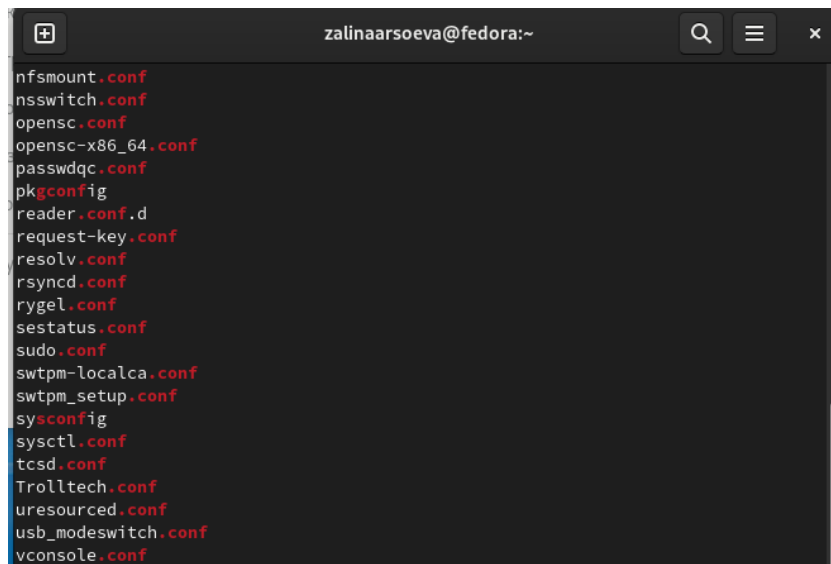 zalinaarsoeva@fedora:~
nfsmount.conf
nsswitch.conf
opensc.conf
opensc-x86_64.conf
passwdqc.conf
pkgconfig
reader.conf.d
request-key.conf
resolv.conf
rsyncd.conf
rygel.conf
sestatus.conf
sudo.conf
swtpm-localca.conf
swtpm_setup.conf
sysconfig
sysctl.conf
tcsd.conf
Trolltech.conf
uresourced.conf
usb_modeswitch.conf
vconsole.conf